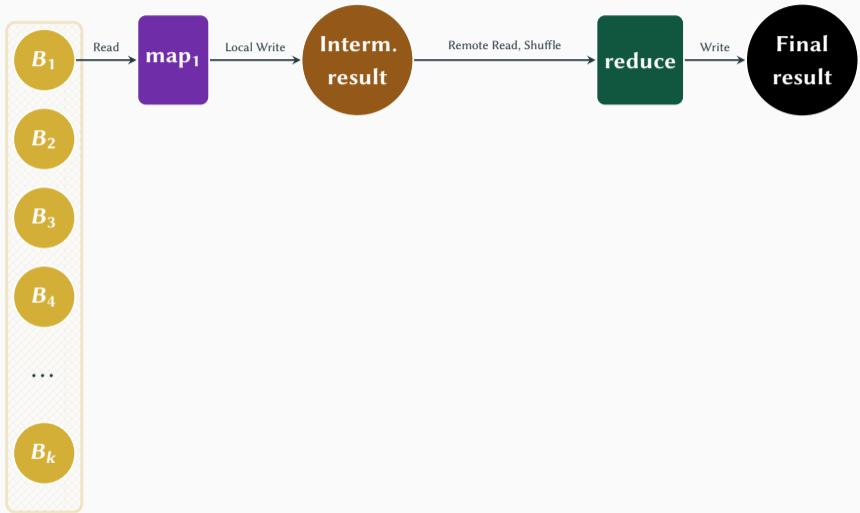 B₁
Read
map₁
Local Write
Interm.
result
Remote Read, Shuffle
reduce
Write
Final
result
B₂
B₃
B₄
...
Bₖ